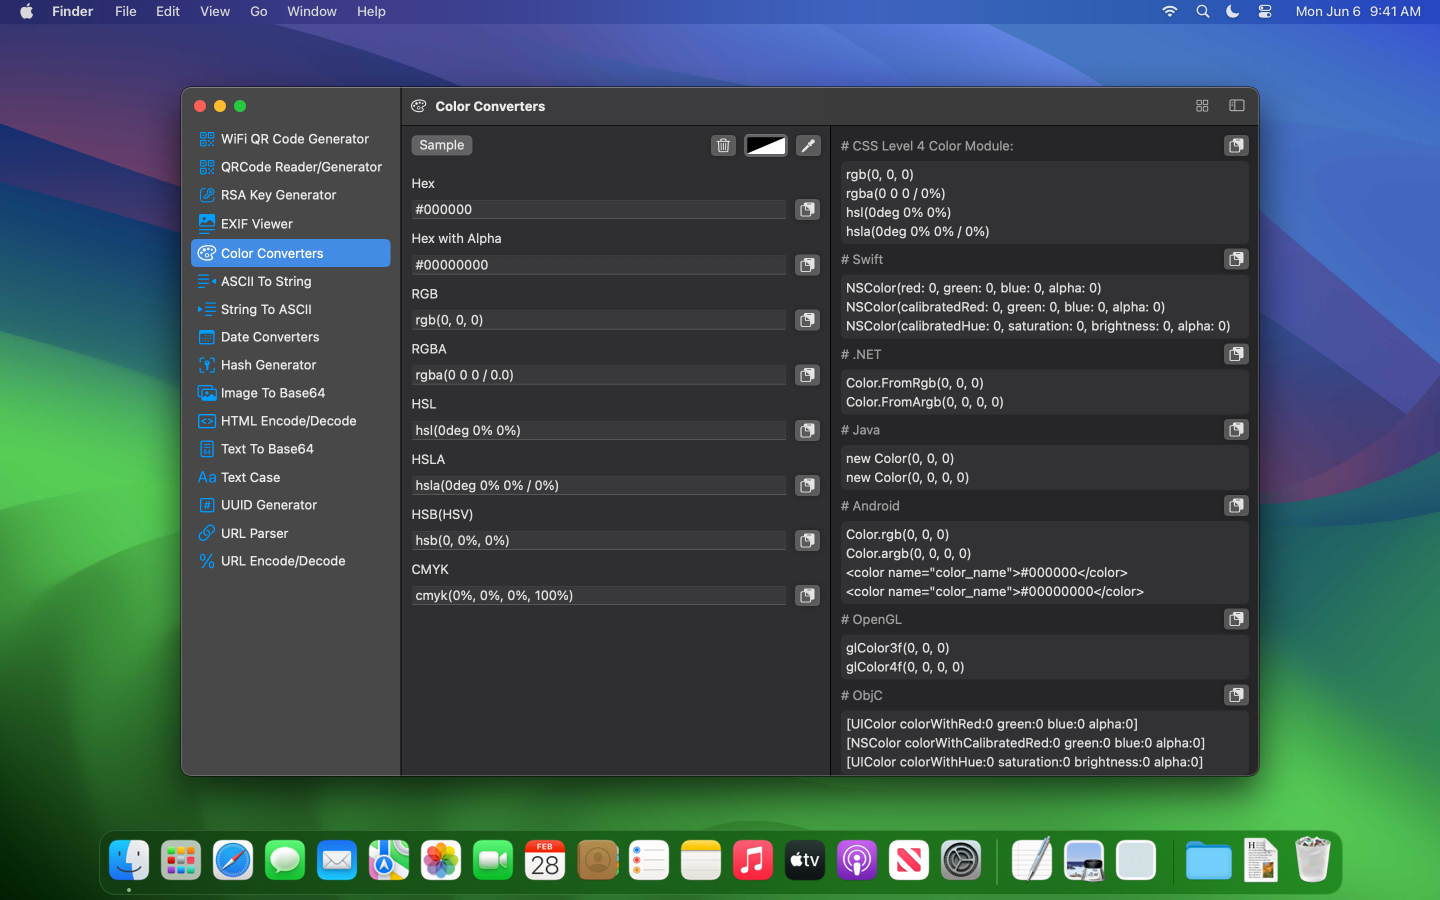 Finder File Edit View Go Window Help
Mon Jun 6 9:41 AM
WiFi QR Code Generator
QRCode Reader/Generator
RSA Key Generator
EXIF Viewer
Color Converters
ASCII To String
String To ASCII
Date Converters
Hash Generator
Image To Base64
HTML Encode/Decode
Text To Base64
Aa Text Case
# UUID Generator
URL Parser
% URL Encode/Decode
Color Converters
Sample
Hex
#000000
Hex with Alpha
#00000000
RGB
rgb(0, 0, 0)
RGBA
rgba(0 0 0 / 0.0)
HSL
hsl(0deg 0% 0%)
HSLA
hsla(0deg 0% 0% / 0%)
HSB(HSV)
hsb(0, 0%, 0%)
CMYK
cmyk(0%, 0%, 0%, 100%)
# CSS Level 4 Color Module:
rgb(0, 0, 0)
rgba(0 0 0 / 0%)
hsl(0deg 0% 0%)
hsla(0deg 0% 0% / 0%)
# Swift
NSColor(red: 0, green: 0, blue: 0, alpha: 0)
NSColor(calibratedRed: 0, green: 0, blue: 0, alpha: 0)
NSColor(calibratedHue: 0, saturation: 0, brightness: 0, alpha: 0)
# .NET
Color.FromRgb(0, 0, 0)
Color.FromArgb(0, 0, 0, 0)
# Java
new Color(0, 0, 0)
new Color(0, 0, 0, 0)
# Android
Color.rgb(0, 0, 0)
Color.argb(0, 0, 0, 0)
<color name="color_name">#000000</color>
<color name="color_name">#00000000</color>
# OpenGL
glColor3f(0, 0, 0)
glColor4f(0, 0, 0, 0)
# ObjC
[UIColor colorWithRed:0 green:0 blue:0 alpha:0]
[NSColor colorWithCalibratedRed:0 green:0 blue:0 alpha:0]
[UIColor colorWithHue:0 saturation:0 brightness:0 alpha:0]
FEB
28
tv